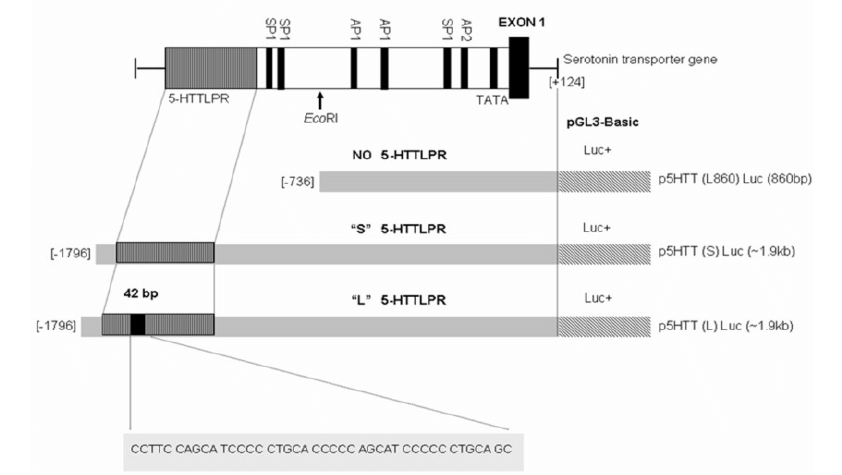 SP1 SP1 AP1 AP1 SP1 AP2 EXON 1
Serotonin transporter gene
[+124]
5-HTTLPR
TATA
EcoRI
pGL3-Basic
NO 5-HTTLPR
Luc+
[-736]
p5HTT (L860) Luc (860bp)
"S" 5-HTTLPR
Luc+
[-1796]
p5HTT (S) Luc (~1.9kb)
42 bp
"L" 5-HTTLPR
Luc+
[-1796]
p5HTT (L) Luc (~1.9kb)
CCTTC CAGCA TCCCC CTGCA CCCCC AGCAT CCCCC CTGCA GC